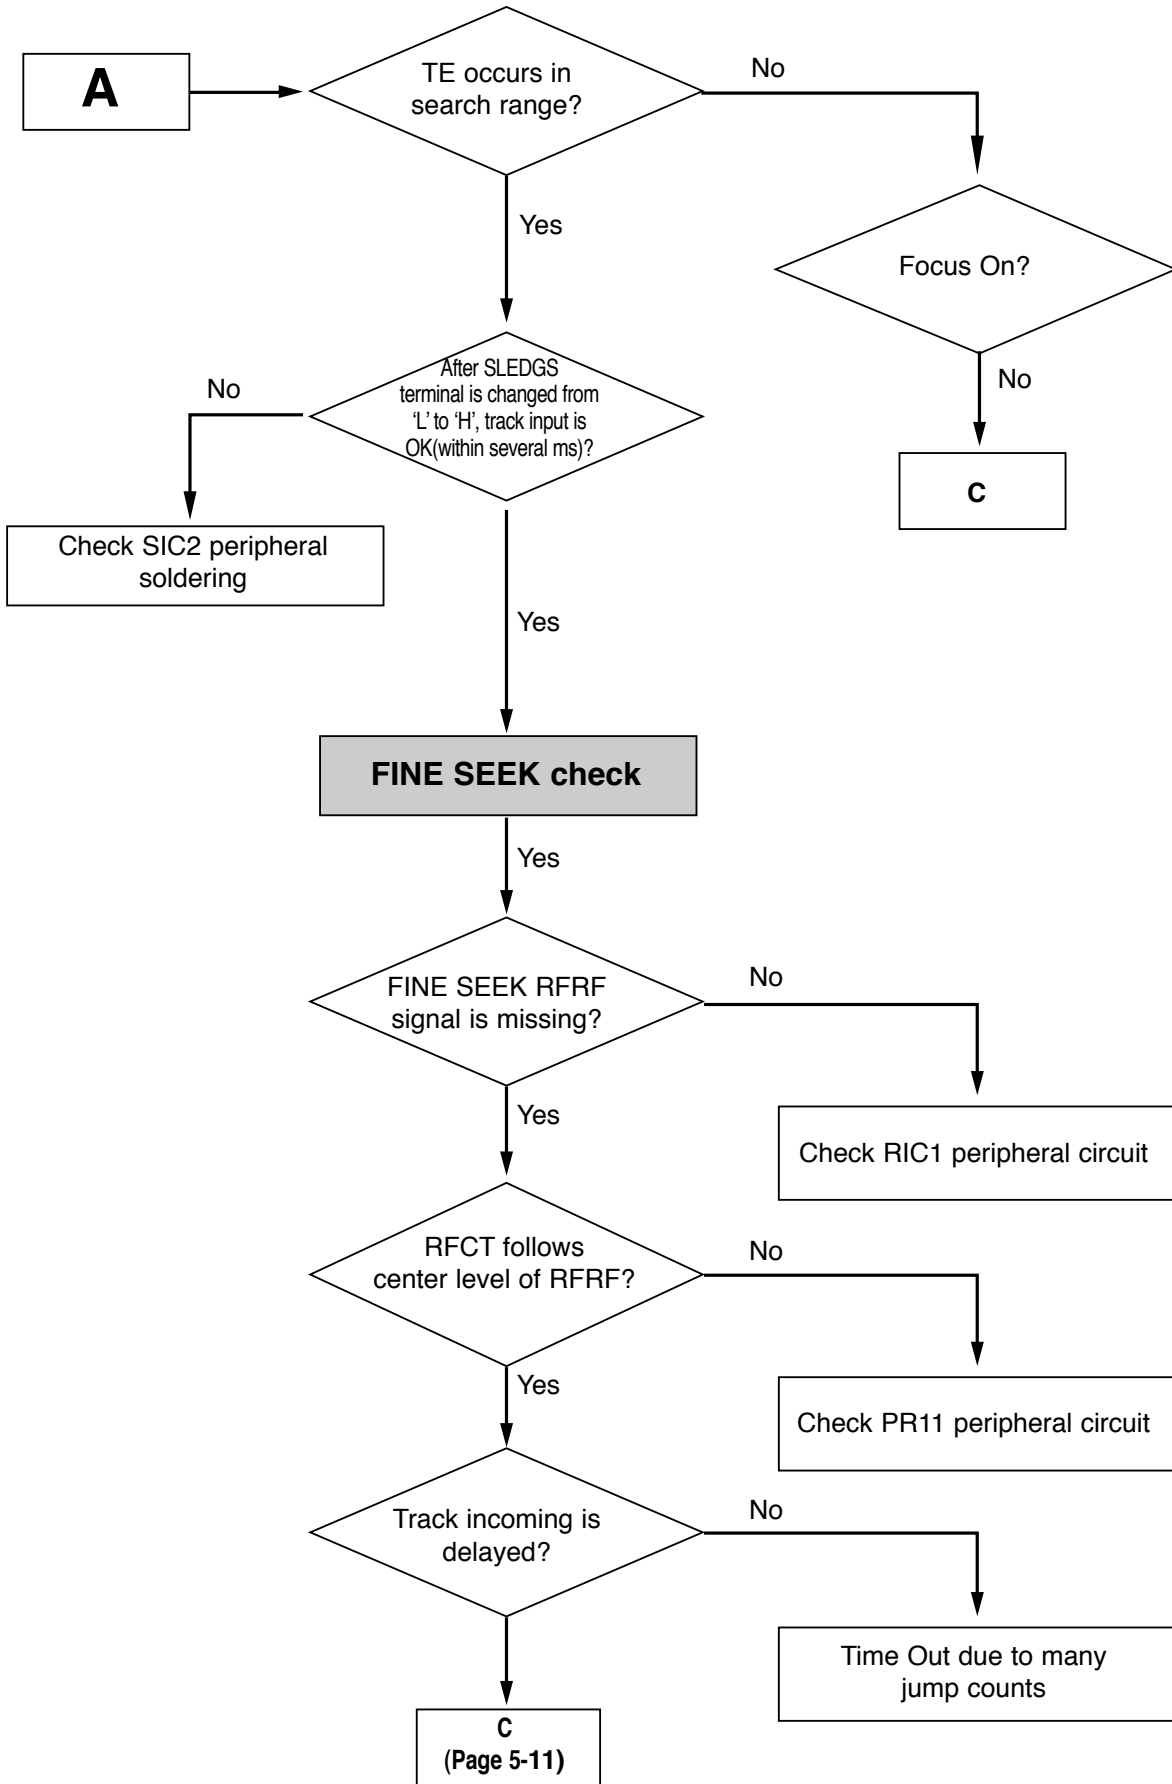 A
TE occurs in
search range?
No
Yes
Focus On?
No
C
After SLEDGS
terminal is changed from
‘L’ to ‘H’, track input is
OK(within several ms)?
No
Check SIC2 peripheral
soldering
Yes
FINE SEEK check
Yes
FINE SEEK RFRF
signal is missing?
No
Check RIC1 peripheral circuit
Yes
RFCT follows
center level of RFRF?
No
Check PR11 peripheral circuit
Yes
Track incoming is
delayed?
No
Time Out due to many
jump counts
C
(Page 5-11)